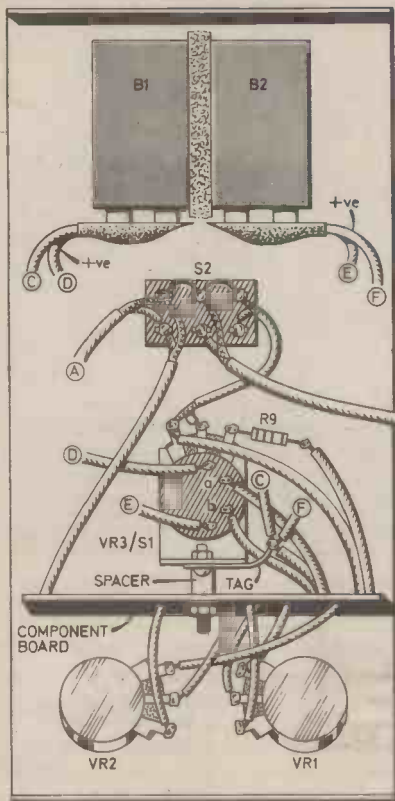 B1 B2
+ve
C D +ve E F
S2
A
R9
D C
a F
E b
VR3/S1
SPACER TAG
COMPONENT
BOARD
VR2 VR1